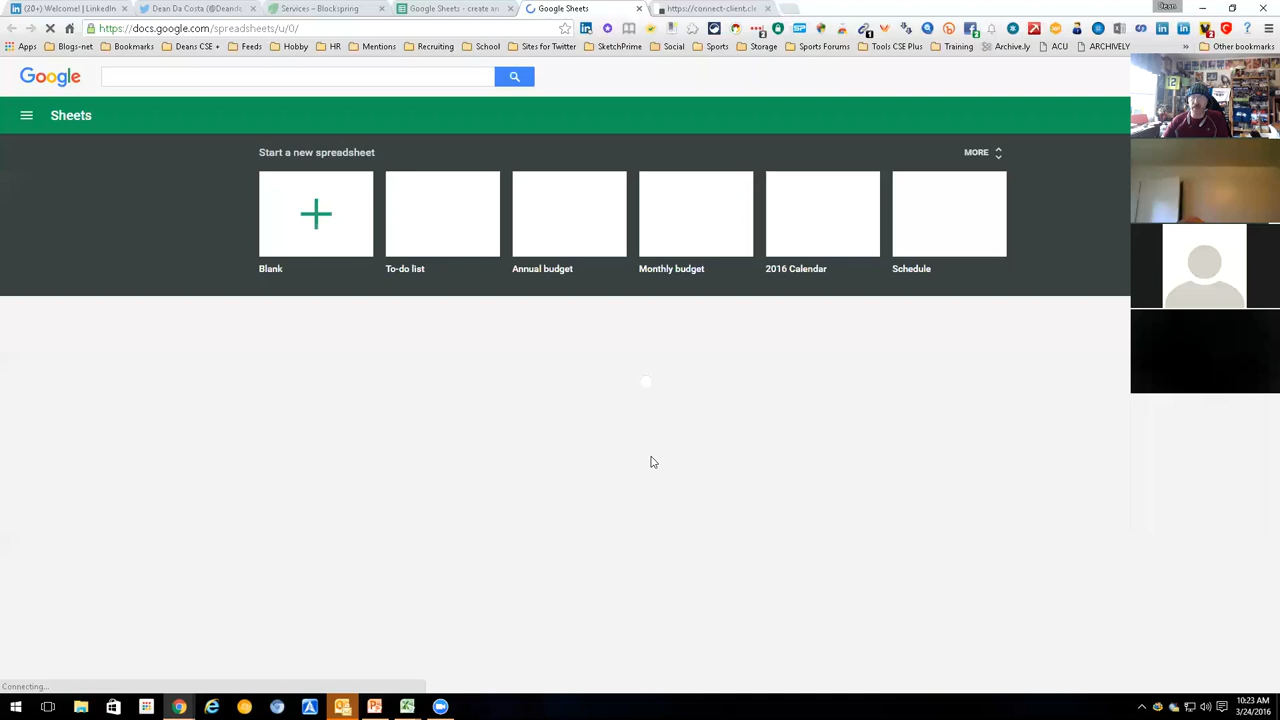 (20+) Welcome! | LinkedIn
Dean Da Costa (@Deando
Services – Blockspring
Google Sheets - create an
Google Sheets
https://connect-client.cle
Dean
https://docs.google.com/spreadsheets/u/0/
Apps
Blogs-net
Bookmarks
Deans CSE +
Feeds
Hobby
HR
Mentions
Recruiting
School
Sites for Twitter
SketchPrime
Social
Sports
Storage
Sports Forums
Tools CSE Plus
Training
Archive.ly
ACU
ARCHIVELY
»
Other bookmarks
Google
Sheets
Start a new spreadsheet
MORE
Blank
To-do list
Annual budget
Monthly budget
2016 Calendar
Schedule
Connecting...
10:23 AM
3/24/2016